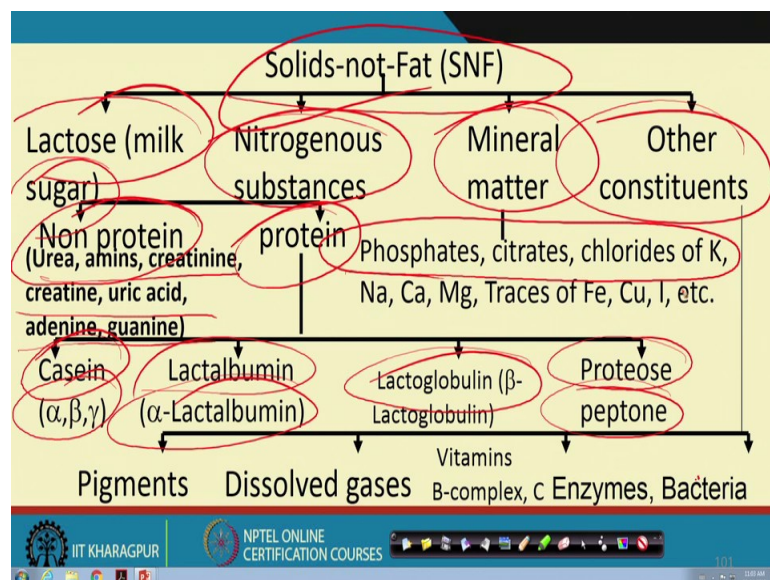 Solids-not-Fat (SNF)
Lactose (milk sugar)
Nitrogenous substances
Mineral matter
Other constituents
Non protein
(Urea, amins, creatinine,
creatine, uric acid,
adenine, guanine)
protein
Phosphates, citrates, chlorides of K,
Na, Ca, Mg, Traces of Fe, Cu, I, etc.
Casein
(α,β,γ)
Lactalbumin
(α-Lactalbumin)
Lactoglobulin (β-
Lactoglobulin)
Proteose
peptone
Pigments
Dissolved gases
Vitamins
B-complex, C
Enzymes, Bacteria
IIT KHARAGPUR
NPTEL ONLINE
CERTIFICATION COURSES
101